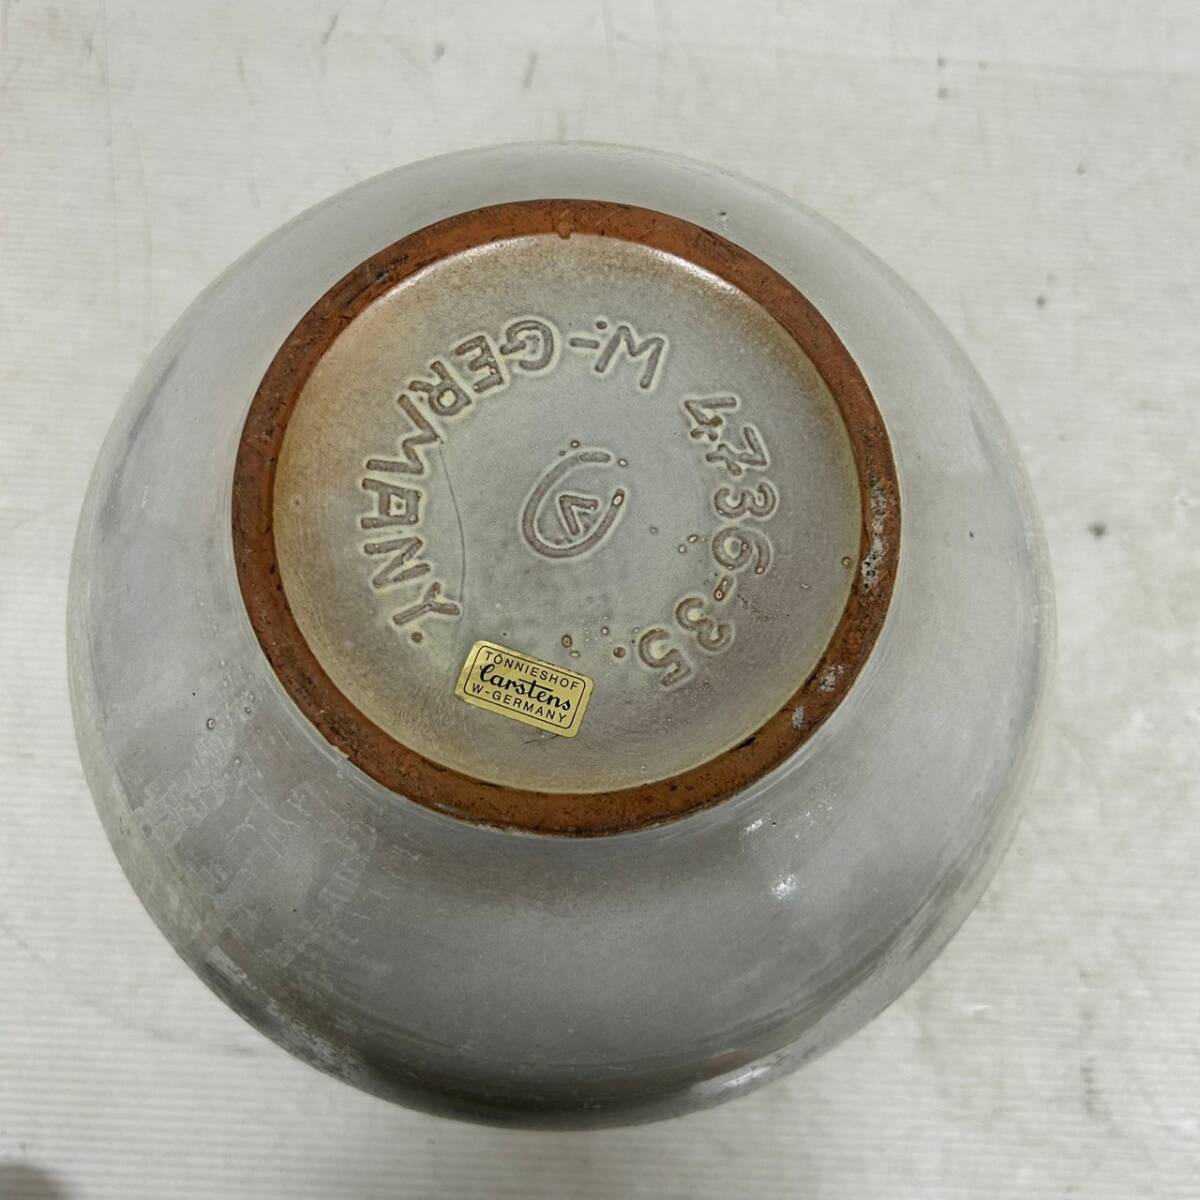 W.-GERMANY.
4736-35.
TÖNNIESHOF
Carstens
W-GERMANY